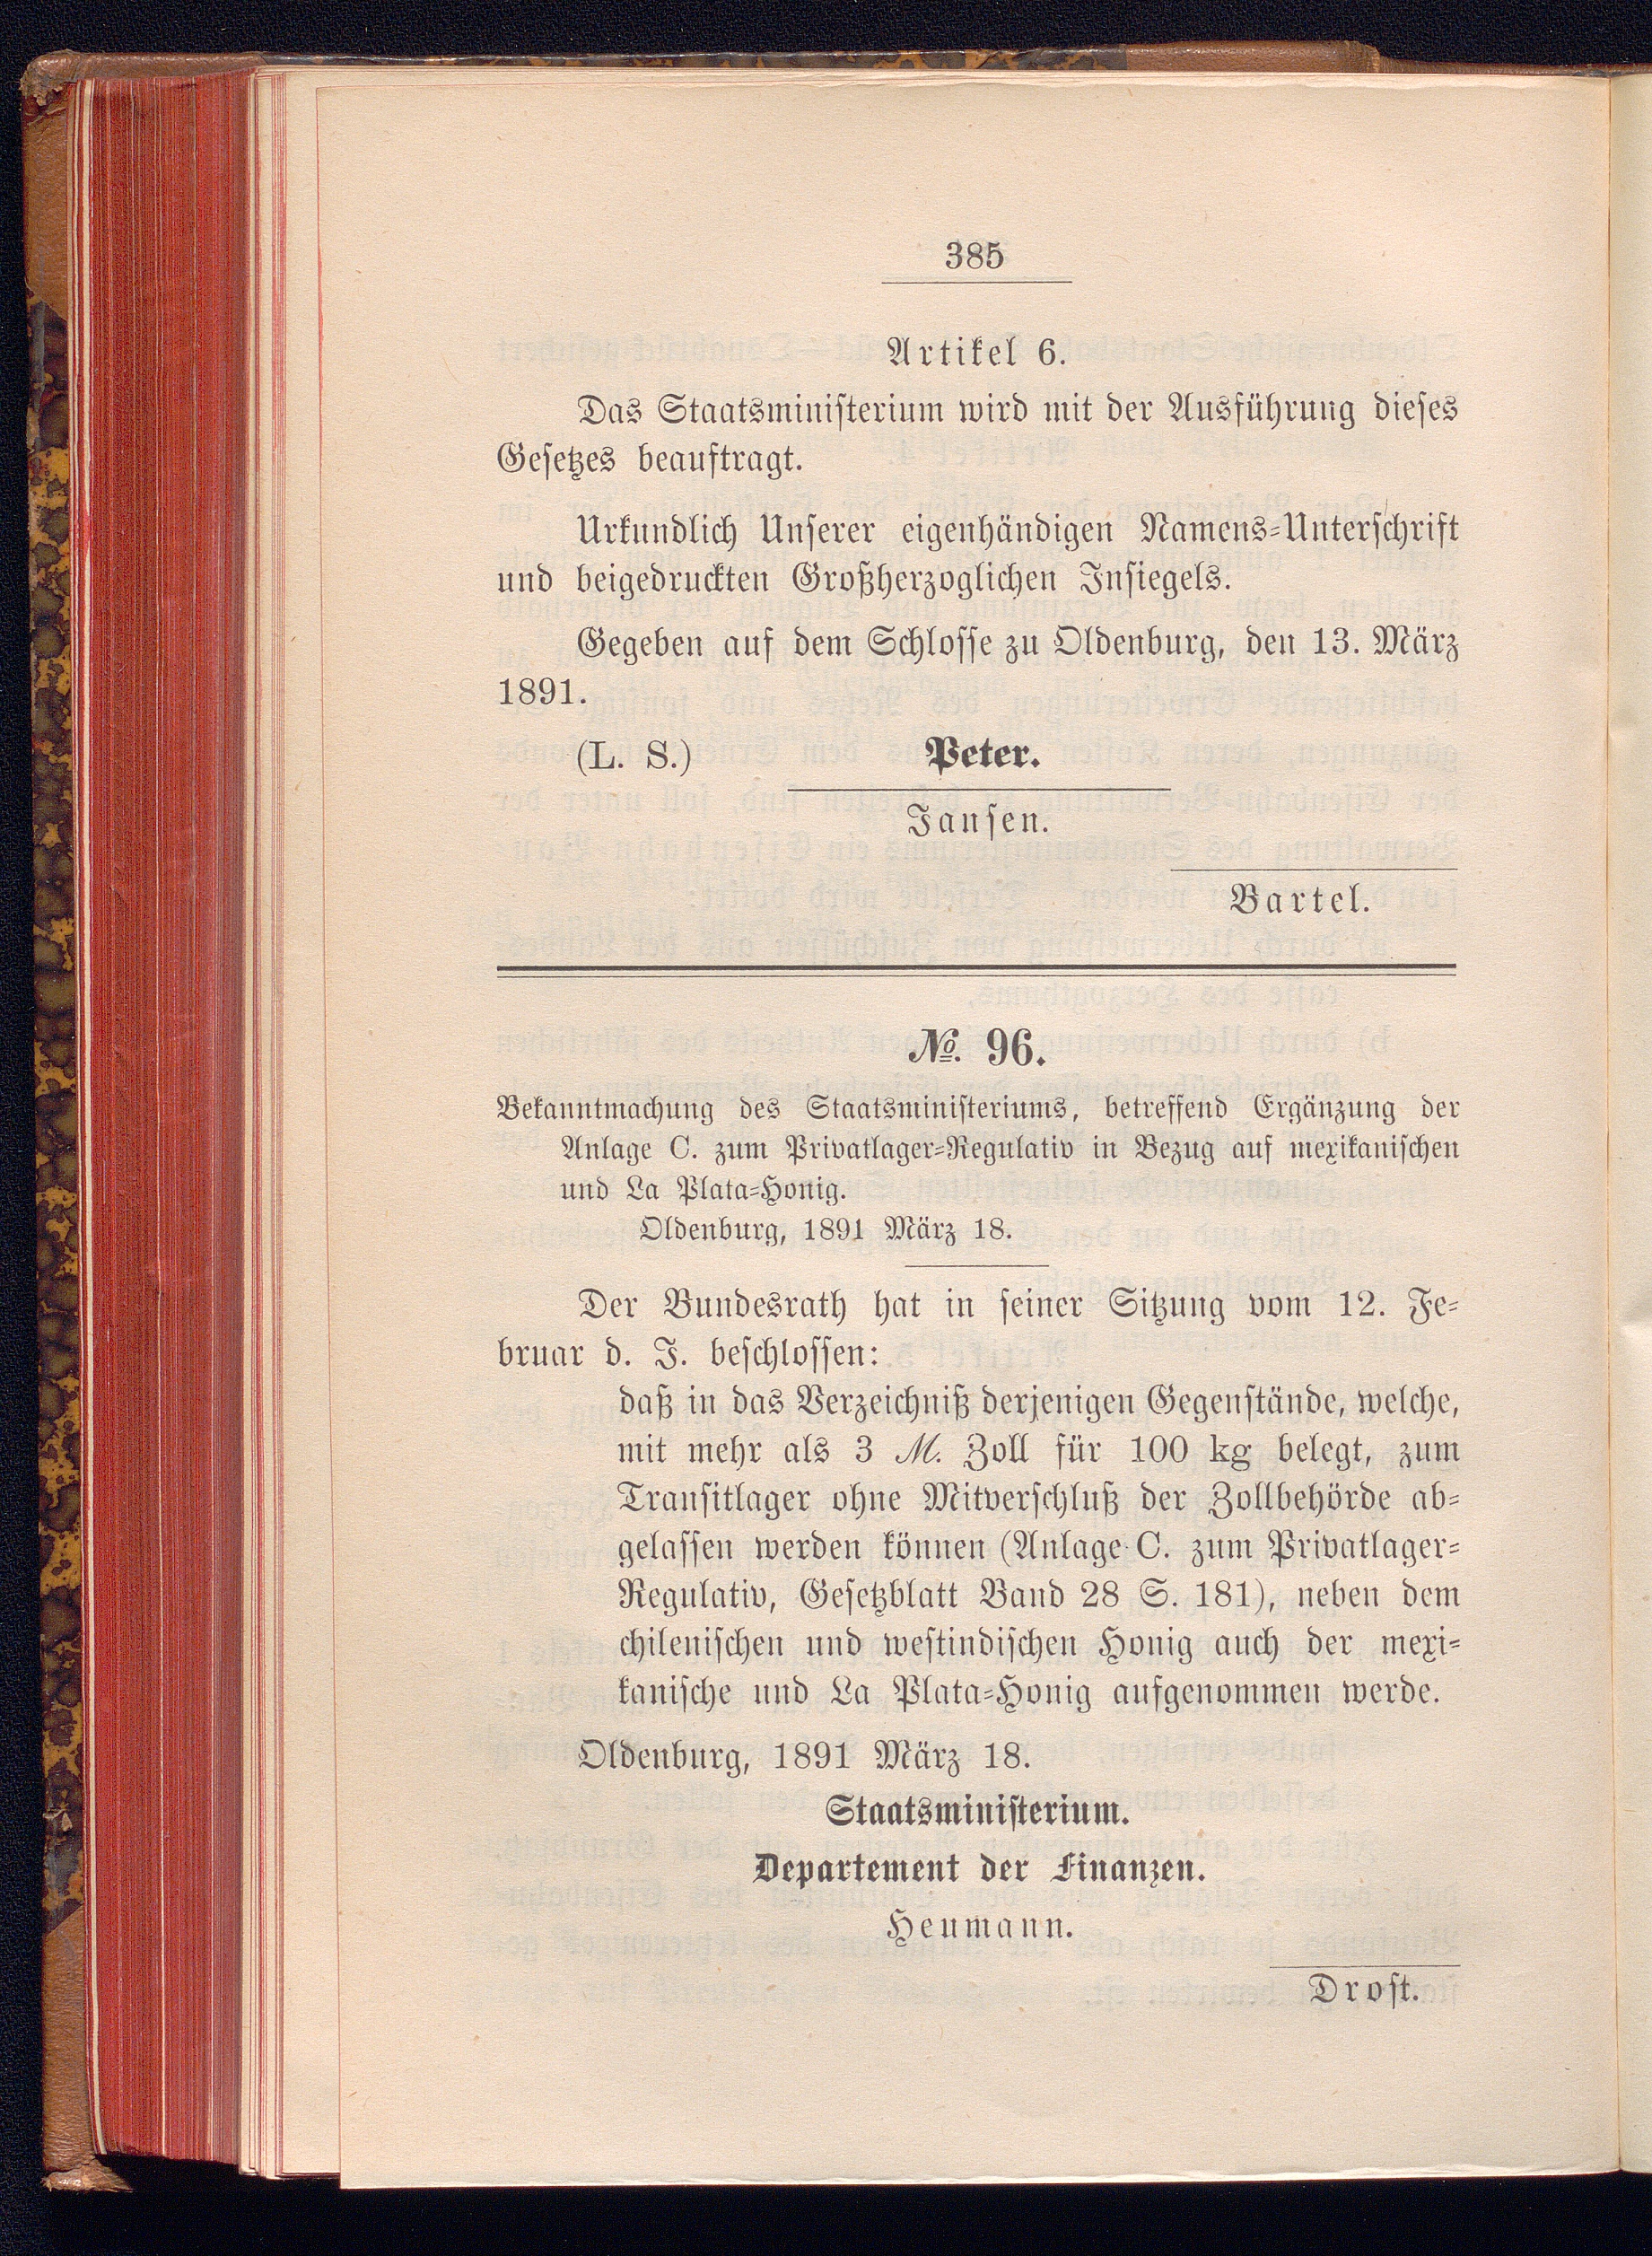 385
Artikel 6.
Das Staatsministerium wird mit der Ausführung dieses
Gesetzes beauftragt.
Urkundlich Unserer eigenhändigen Namens-Unterschrift
und beigedruckten Großherzoglichen Insiegels.
Gegeben auf dem Schlosse zu Oldenburg, den 13. März
1891.
(L. S.) Peter.
Jansen.
Bartel.
№. 96.
Bekanntmachung des Staatsministeriums, betreffend Ergänzung der
Anlage C. zum Privatlager-Regulativ in Bezug auf mexikanischen
und La Plata-Honig.
Oldenburg, 1891 März 18.
Der Bundesrath hat in seiner Sitzung vom 12. Fe-
bruar d. J. beschlossen:
daß in das Verzeichniß derjenigen Gegenstände, welche,
mit mehr als 3 M. Zoll für 100 kg belegt, zum
Transitlager ohne Mitverschluß der Zollbehörde ab-
gelassen werden können (Anlage C. zum Privatlager-
Regulativ, Gesetzblatt Band 28 S. 181), neben dem
chilenischen und westindischen Honig auch der mexi-
kanische und La Plata-Honig aufgenommen werde.
Oldenburg, 1891 März 18.
Staatsministerium.
Departement der Finanzen.
Heumann.
Drost.